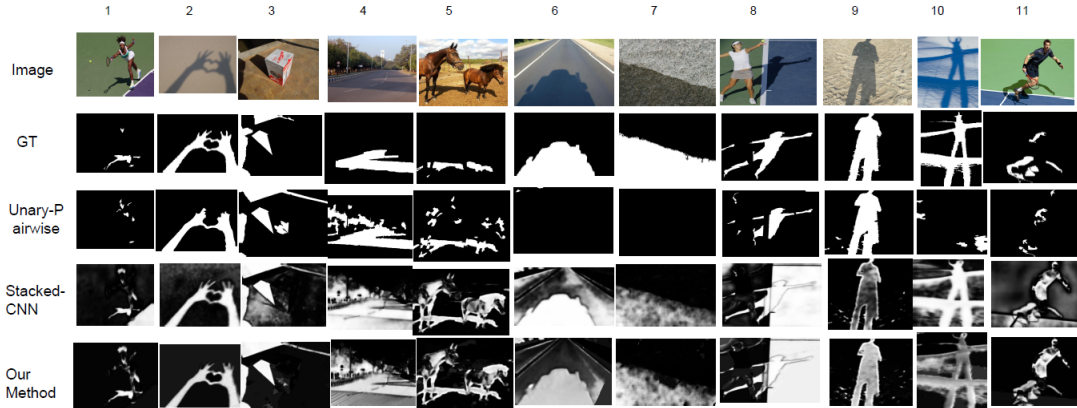 1 2 3 4 5 6 7 8 9 10 11
Image
GT
Unary-P
airwise
Stacked-
CNN
Our
Method